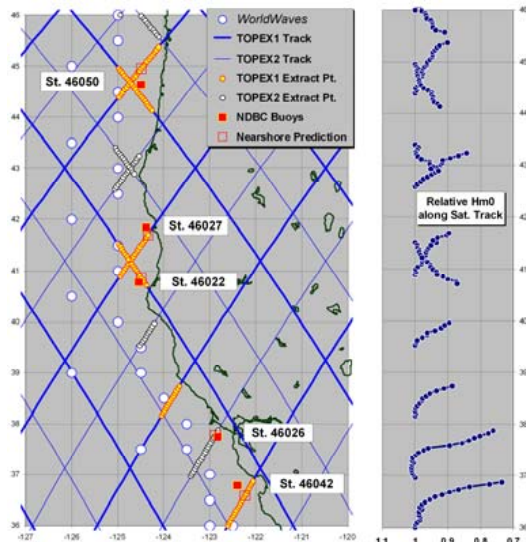 WorldWaves
TOPEX1 Track
TOPEX2 Track
TOPEX1 Extract Pt.
TOPEX2 Extract Pt.
NDBC Buoys
Nearshore Prediction
St. 46050
St. 46027
St. 46022
St. 46026
St. 46042
46
45
44
43
42
41
40
39
38
37
36
-127 -126 -125 -124 -123 -122 -121 -120
Relative Hm0
along Sat. Track
1.1 1 0.9 0.8 0.7